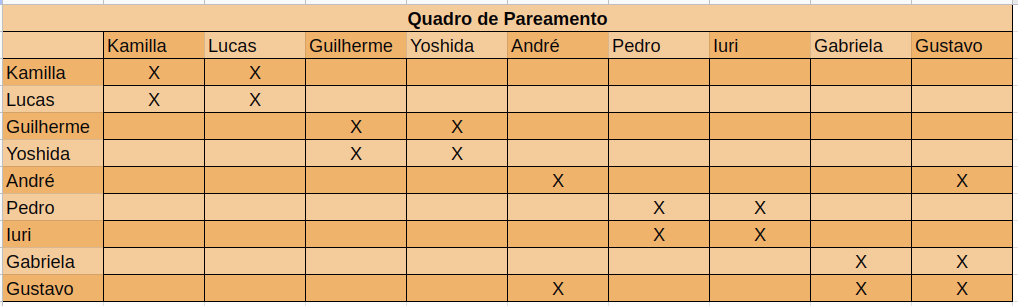 Quadro de Pareamento
Kamilla Lucas Guilherme Yoshida André Pedro Iuri Gabriela Gustavo
Kamilla X X
Lucas X X
Guilherme X X
Yoshida X X
André X X
Pedro X X
Iuri X X
Gabriela X X
Gustavo X X X